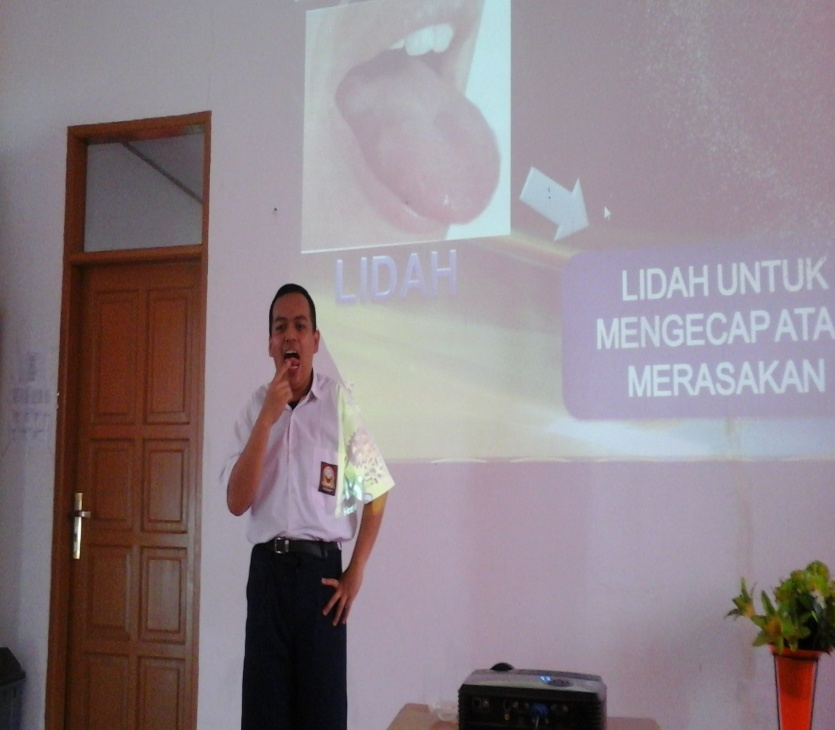 LIDAH
LIDAH UNTUK
MENGECAP ATA
MERASAKAN